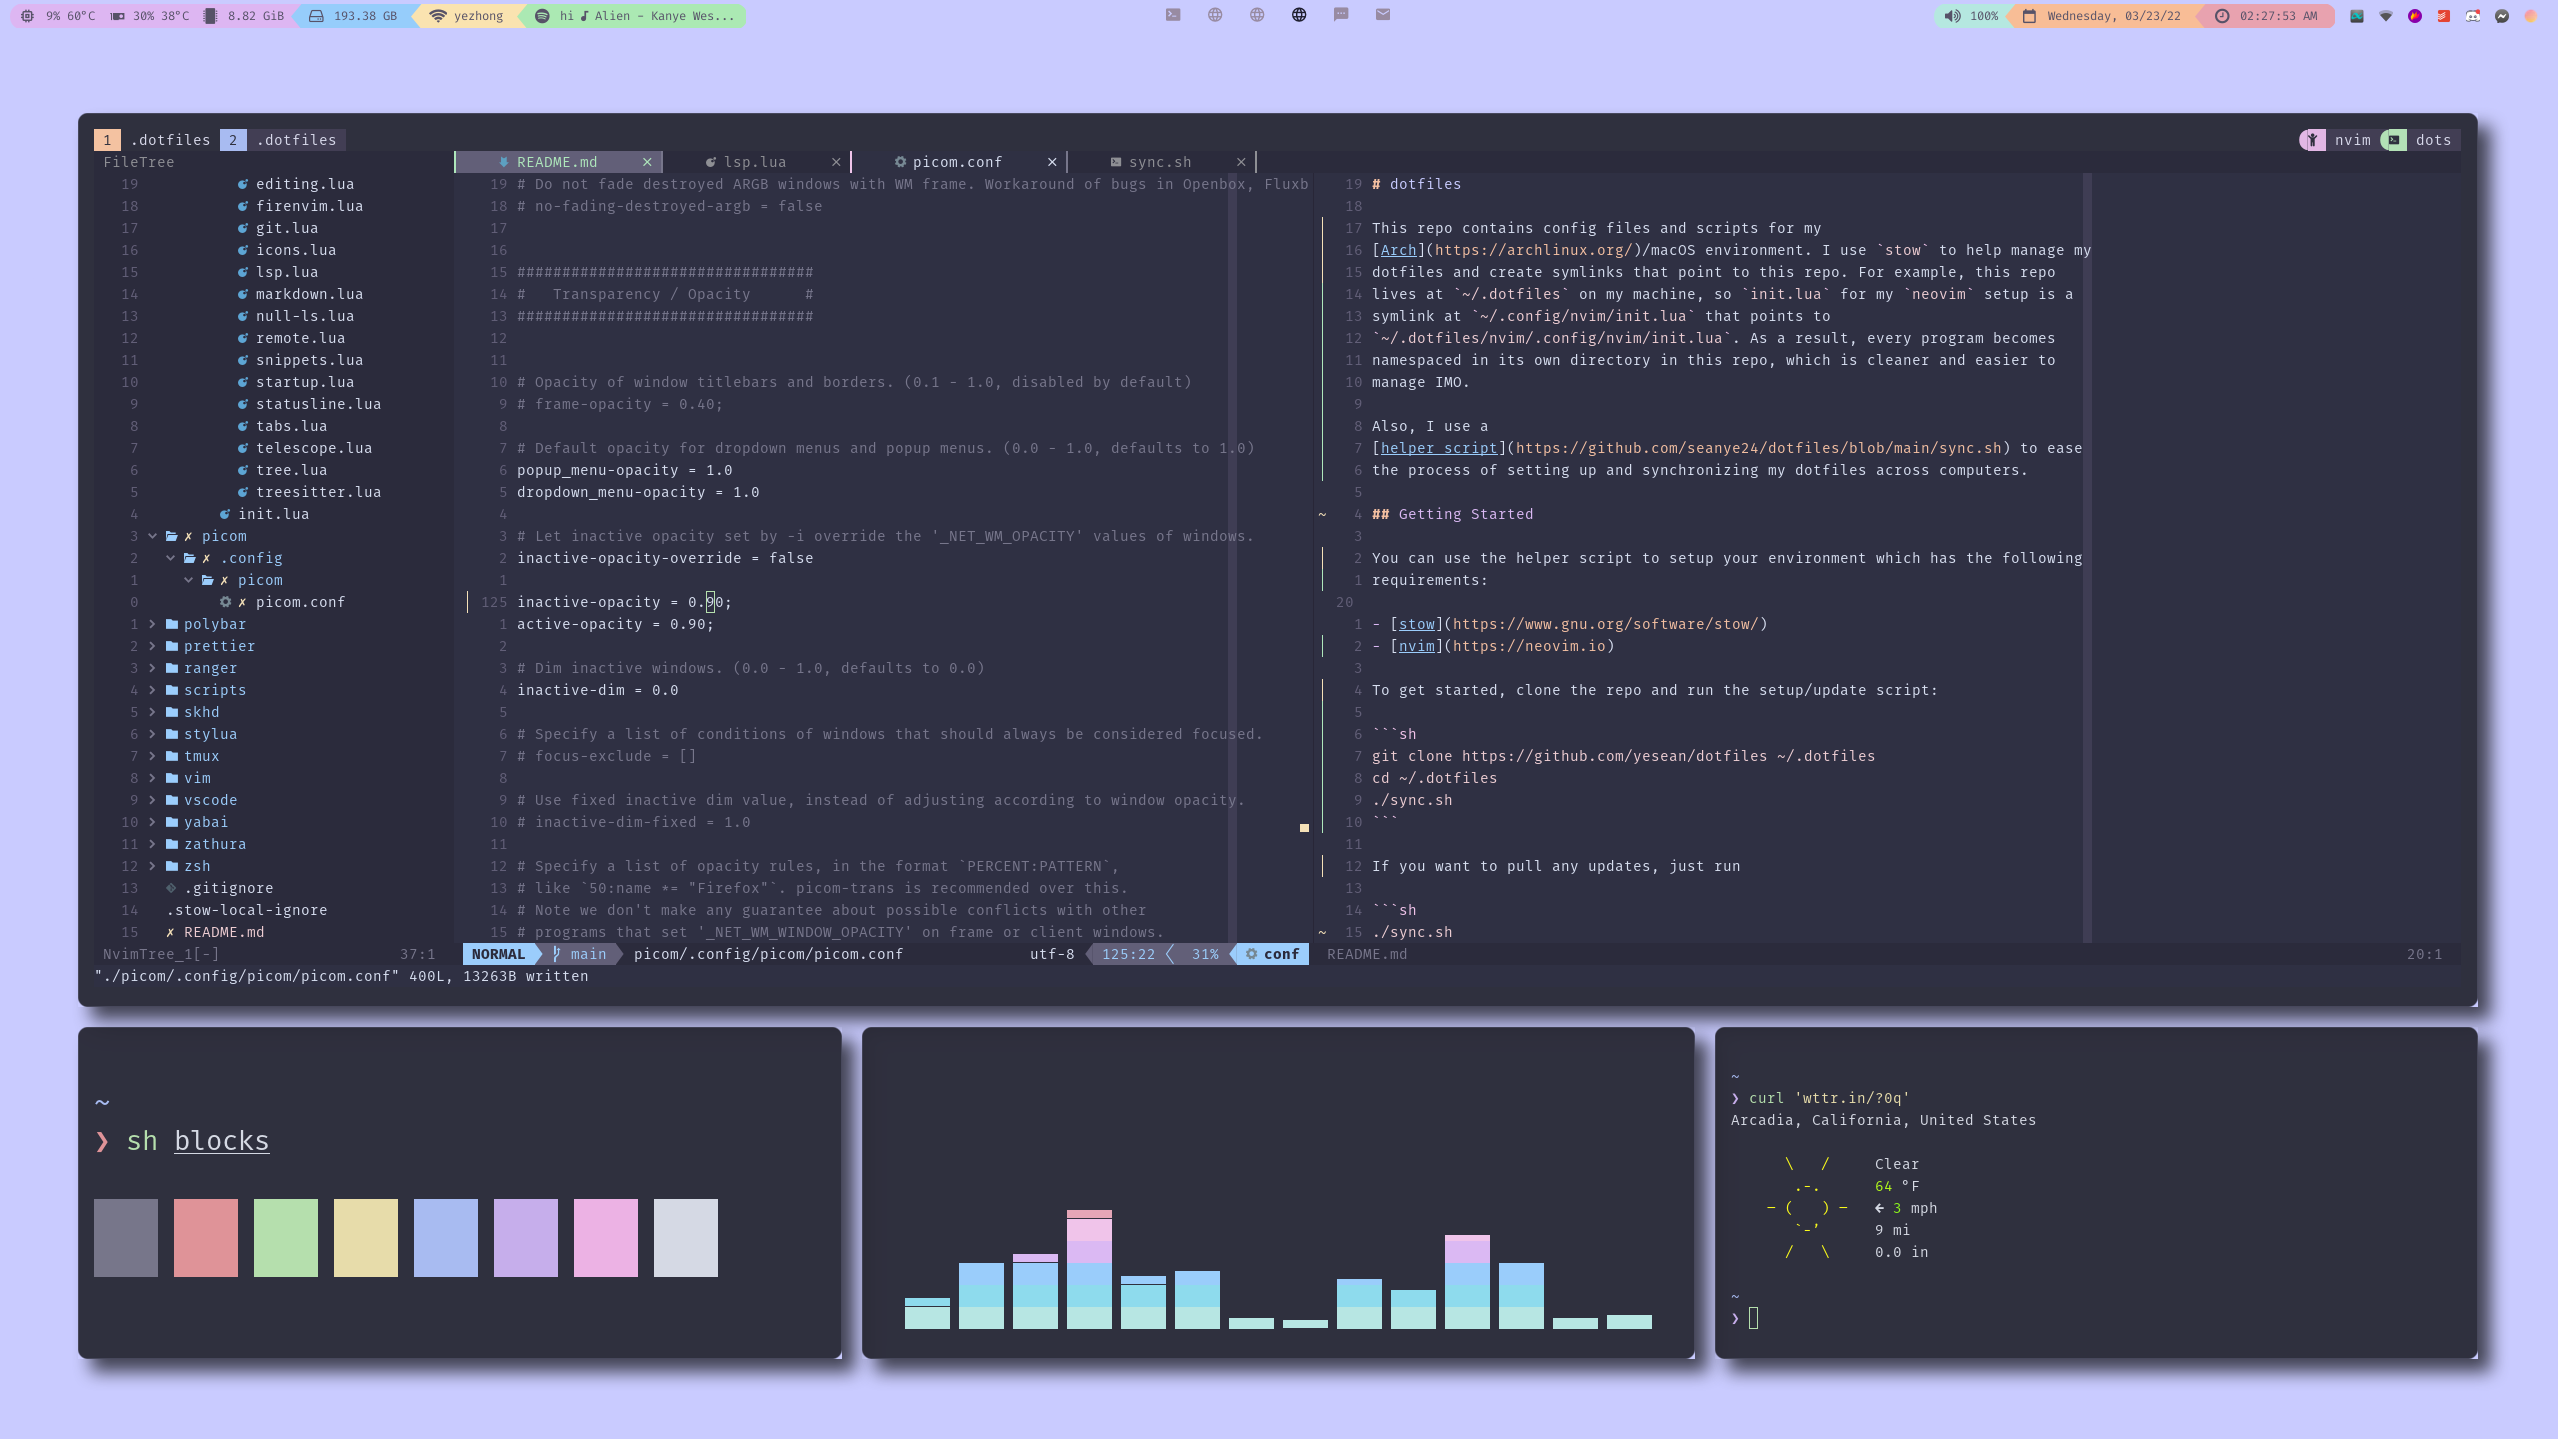 9% 60°C 30% 38°C 8.82 GiB 193.38 GB yezhong hi Alien - Kanye Wes... 100% Wednesday, 03/23/22 02:27:53 AM
1 .dotfiles 2 .dotfiles nvim dots
FileTree README.md × lsp.lua × picom.conf × sync.sh ×
19 editing.lua
18 firenvim.lua
17 git.lua
16 icons.lua
15 lsp.lua
14 markdown.lua
13 null-ls.lua
12 remote.lua
11 snippets.lua
10 startup.lua
9 statusline.lua
8 tabs.lua
7 telescope.lua
6 tree.lua
5 treesitter.lua
4 init.lua
3 ✗ picom
2 ✗ .config
1 ✗ picom
0 ✗ picom.conf
1 polybar
2 prettier
3 ranger
4 scripts
5 skhd
6 stylua
7 tmux
8 vim
9 vscode
10 yabai
11 zathura
12 zsh
13 .gitignore
14 .stow-local-ignore
15 ✗ README.md
NvimTree_1[-] 37:1
19 # Do not fade destroyed ARGB windows with WM frame. Workaround of bugs in Openbox, Fluxb
18 # no-fading-destroyed-argb = false
17
16
15 #################################
14 #   Transparency / Opacity      #
13 #################################
12
11
10 # Opacity of window titlebars and borders. (0.1 - 1.0, disabled by default)
9 # frame-opacity = 0.40;
8
7 # Default opacity for dropdown menus and popup menus. (0.0 - 1.0, defaults to 1.0)
6 popup_menu-opacity = 1.0
5 dropdown_menu-opacity = 1.0
4
3 # Let inactive opacity set by -i override the '_NET_WM_OPACITY' values of windows.
2 inactive-opacity-override = false
1
125 inactive-opacity = 0.90;
1 active-opacity = 0.90;
2
3 # Dim inactive windows. (0.0 - 1.0, defaults to 0.0)
4 inactive-dim = 0.0
5
6 # Specify a list of conditions of windows that should always be considered focused.
7 # focus-exclude = []
8
9 # Use fixed inactive dim value, instead of adjusting according to window opacity.
10 # inactive-dim-fixed = 1.0
11
12 # Specify a list of opacity rules, in the format `PERCENT:PATTERN`,
13 # like `50:name *= "Firefox"`. picom-trans is recommended over this.
14 # Note we don't make any guarantee about possible conflicts with other
15 # programs that set '_NET_WM_WINDOW_OPACITY' on frame or client windows.
NORMAL main picom/.config/picom/picom.conf utf-8 125:22 31% conf
19 # dotfiles
18
17 This repo contains config files and scripts for my
16 [Arch](https://archlinux.org/)/macOS environment. I use `stow` to help manage my
15 dotfiles and create symlinks that point to this repo. For example, this repo
14 lives at `~/.dotfiles` on my machine, so `init.lua` for my `neovim` setup is a
13 symlink at `~/.config/nvim/init.lua` that points to
12 `~/.dotfiles/nvim/.config/nvim/init.lua`. As a result, every program becomes
11 namespaced in its own directory in this repo, which is cleaner and easier to
10 manage IMO.
9
8 Also, I use a
7 [helper script](https://github.com/seanye24/dotfiles/blob/main/sync.sh) to ease
6 the process of setting up and synchronizing my dotfiles across computers.
5
~ 4 ## Getting Started
3
2 You can use the helper script to setup your environment which has the following
1 requirements:
20
1 - [stow](https://www.gnu.org/software/stow/)
2 - [nvim](https://neovim.io)
3
4 To get started, clone the repo and run the setup/update script:
5
6 ```sh
7 git clone https://github.com/yesean/dotfiles ~/.dotfiles
8 cd ~/.dotfiles
9 ./sync.sh
10 ```
11
12 If you want to pull any updates, just run
13
14 ```sh
~ 15 ./sync.sh
README.md 20:1
"./picom/.config/picom/picom.conf" 400L, 13263B written
~
❯ sh blocks
~
❯ curl 'wttr.in/?0q'
Arcadia, California, United States
\   /     Clear
.-.      64 °F
― (   ) ―   ← 3 mph
`-’      9 mi
/   \     0.0 in
~
❯